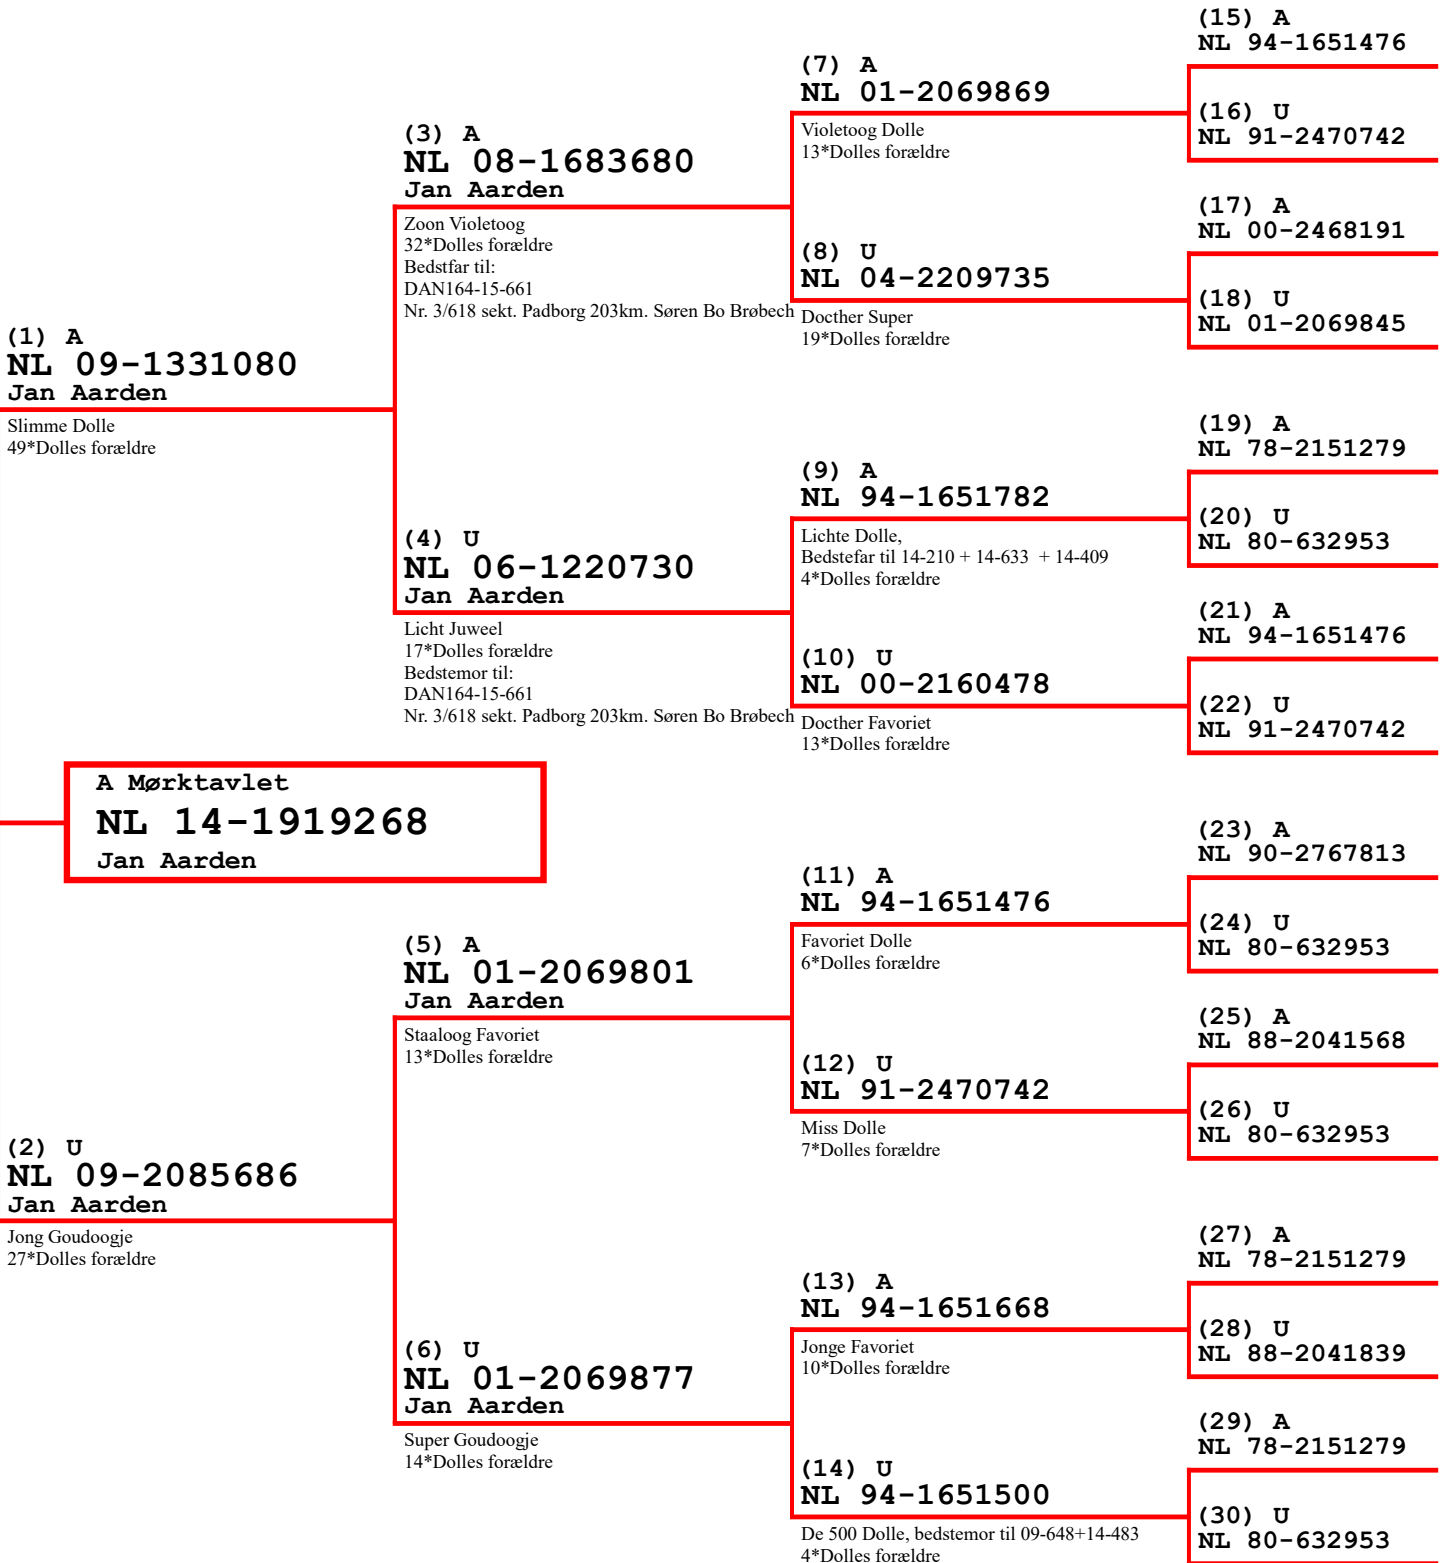 (1) A
NL 09-1331080
Jan Aarden
Slimme Dolle
49*Dolles forældre
(2) U
NL 09-2085686
Jan Aarden
Jong Goudoogje
27*Dolles forældre
A Mørktavlet
NL 14-1919268
Jan Aarden
(3) A
NL 08-1683680
Jan Aarden
Zoon Violetoog
32*Dolles forældre
Bedstfar til:
DAN164-15-661
Nr. 3/618 sekt. Padborg 203km. Søren Bo Brøbech
(4) U
NL 06-1220730
Jan Aarden
Licht Juweel
17*Dolles forældre
Bedstemor til:
DAN164-15-661
Nr. 3/618 sekt. Padborg 203km. Søren Bo Brøbech
(5) A
NL 01-2069801
Jan Aarden
Staaloog Favoriet
13*Dolles forældre
(6) U
NL 01-2069877
Jan Aarden
Super Goudoogje
14*Dolles forældre
(7) A
NL 01-2069869
Violetoog Dolle
13*Dolles forældre
(8) U
NL 04-2209735
Docther Super
19*Dolles forældre
(9) A
NL 94-1651782
Lichte Dolle,
Bedstefar til 14-210 + 14-633 + 14-409
4*Dolles forældre
(10) U
NL 00-2160478
Docther Favoriet
13*Dolles forældre
(11) A
NL 94-1651476
Favoriet Dolle
6*Dolles forældre
(12) U
NL 91-2470742
Miss Dolle
7*Dolles forældre
(13) A
NL 94-1651668
Jonge Favoriet
10*Dolles forældre
(14) U
NL 94-1651500
De 500 Dolle, bedstemor til 09-648+14-483
4*Dolles forældre
(15) A
NL 94-1651476
(16) U
NL 91-2470742
(17) A
NL 00-2468191
(18) U
NL 01-2069845
(19) A
NL 78-2151279
(20) U
NL 80-632953
(21) A
NL 94-1651476
(22) U
NL 91-2470742
(23) A
NL 90-2767813
(24) U
NL 80-632953
(25) A
NL 88-2041568
(26) U
NL 80-632953
(27) A
NL 78-2151279
(28) U
NL 88-2041839
(29) A
NL 78-2151279
(30) U
NL 80-632953